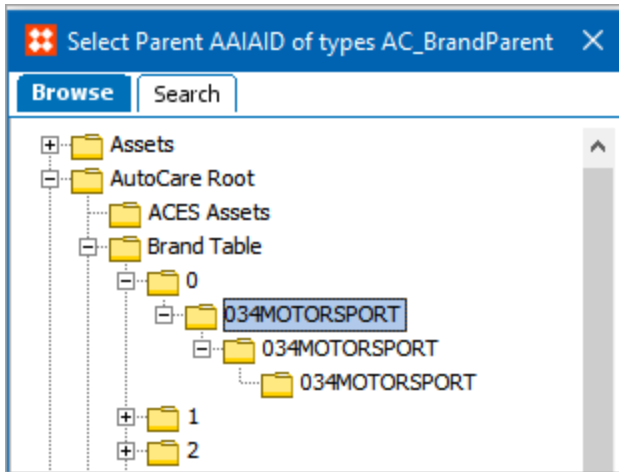 Select Parent AAIAID of types AC_BrandParent
Browse Search
Assets
AutoCare Root
ACES Assets
Brand Table
0
034MOTORSPORT
034MOTORSPORT
034MOTORSPORT
1
2